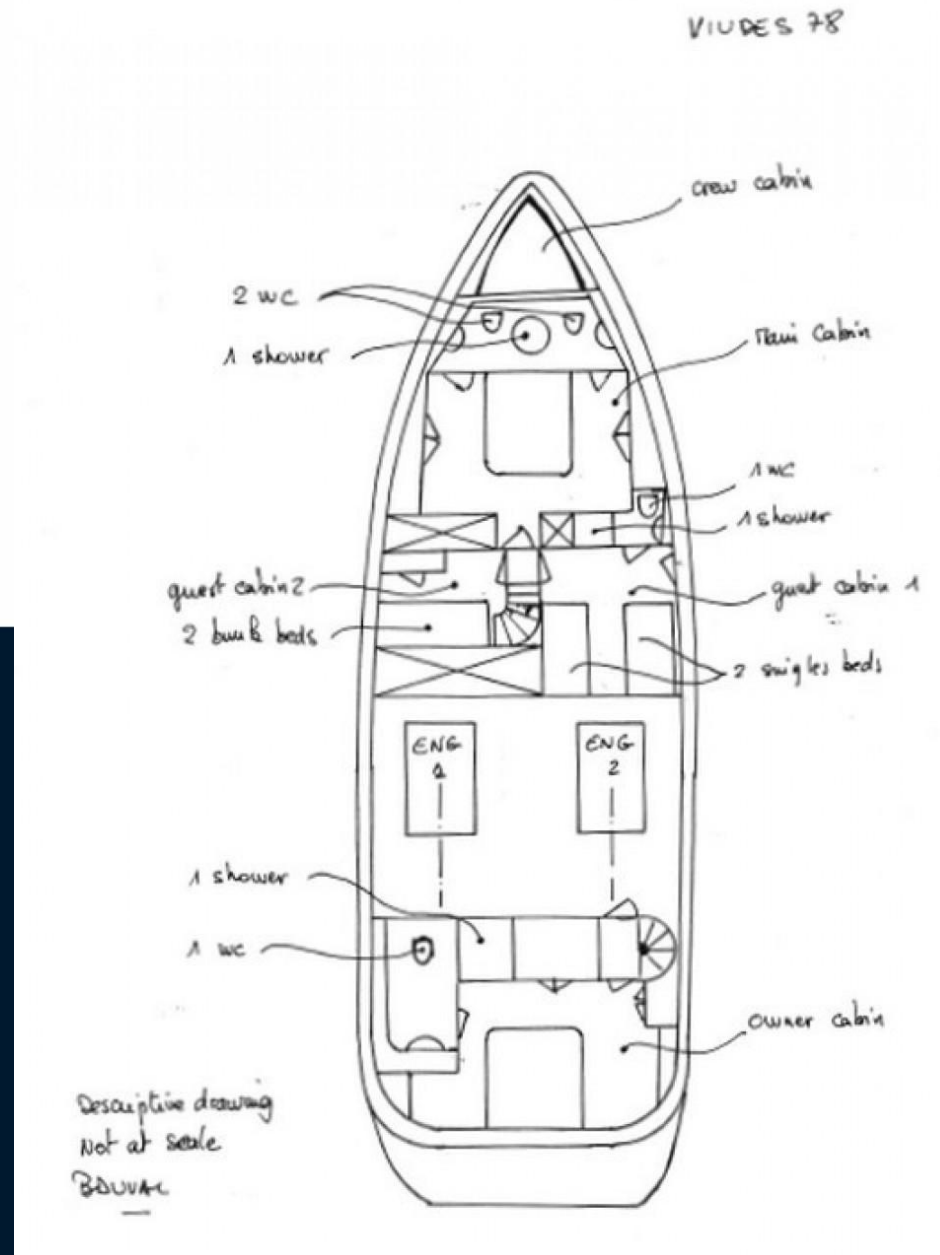 VIUDES 78
crew cabin
2 wc
1 shower
Main Cabin
1 wc
1 shower
guest cabin 2
guest cabin 1
2 bunk beds
2 singles beds
ENG
1
ENG
2
1 shower
1 wc
owner cabin
Descriptive drawing
Not at scale
BDUVAL